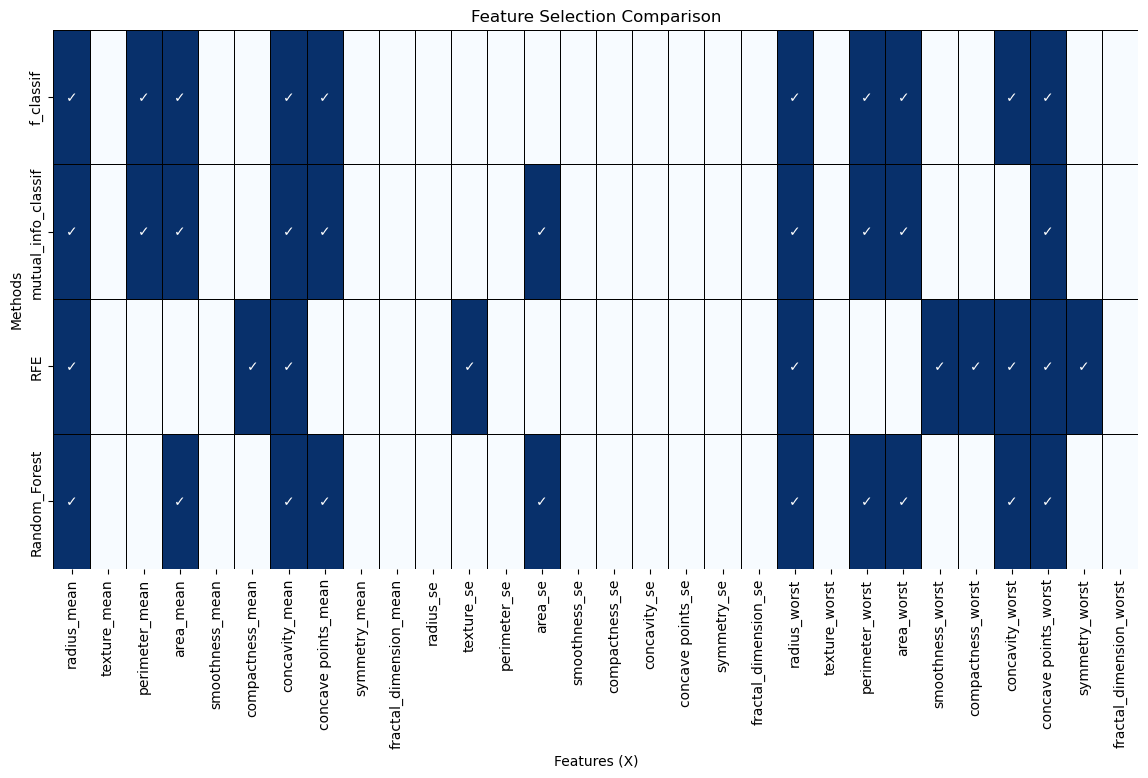 Feature Selection Comparison
Methods
f_classif
✓ ✓ ✓ ✓ ✓ ✓ ✓ ✓ ✓ ✓
mutual_info_classif
✓ ✓ ✓ ✓ ✓ ✓ ✓ ✓ ✓ ✓
RFE
✓ ✓ ✓ ✓ ✓ ✓ ✓ ✓ ✓ ✓
Random_Forest
✓ ✓ ✓ ✓ ✓ ✓ ✓ ✓ ✓ ✓
radius_mean
texture_mean
perimeter_mean
area_mean
smoothness_mean
compactness_mean
concavity_mean
concave points_mean
symmetry_mean
fractal_dimension_mean
radius_se
texture_se
perimeter_se
area_se
smoothness_se
compactness_se
concavity_se
concave points_se
symmetry_se
fractal_dimension_se
radius_worst
texture_worst
perimeter_worst
area_worst
smoothness_worst
compactness_worst
concavity_worst
concave points_worst
symmetry_worst
fractal_dimension_worst
Features (X)